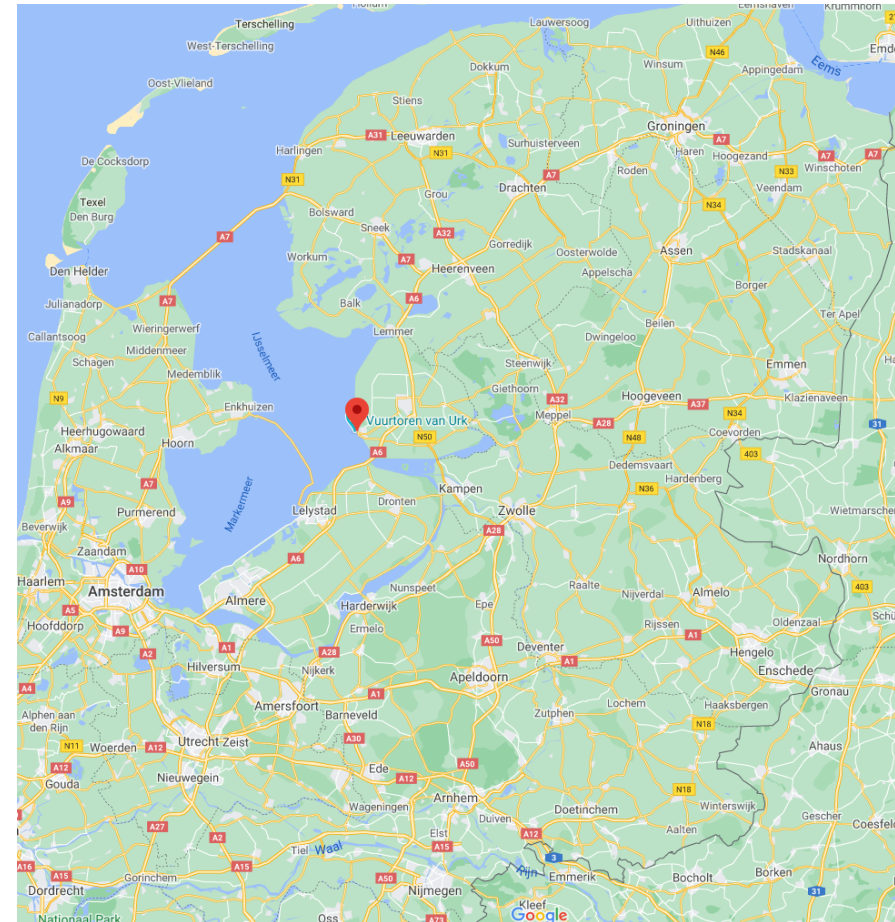 Terschelling
West-Terschelling
Lauwersoog
Uithuizen
Eemshaven
Krummhörn
N46
Oost-Vlieland
Dokkum
Winsum
Appingedam
Eems
Stiens
Groningen
A31
Leeuwarden
Surhuisterveen
A7
Harlingen
N31
Haren
Hoogezand
A7
A7
De Cocksdorp
N31
Grou
Drachten
A7
Roden
N33
Winschoten
Veendam
Texel
Den Burg
Bolsward
Sneek
A32
N34
A7
Gorredijk
Assen
Stadskanaal
Workum
A7
Heerenveen
Oosterwolde
Den Helder
Appelscha
Borger
Julianadorp
A7
Balk
A6
Ter Apel
Callantsoog
Wieringerwerf
Lemmer
Beilen
Middenmeer
IJsselmeer
Dwingeloo
Schagen
Medemblik
Steenwijk
Emmen
N9
Enkhuizen
Giethoorn
A32
Hoogeveen
A37
Klazienaveen
Heerhugowaard
Vuurtoren van Urk
Meppel
A28
N34
31
Alkmaar
Hoorn
N50
N48
Coevorden
A6
403
Dedemsvaart
A7
Markermeer
Kampen
N36
Hardenberg
A9
Lelystad
Dronten
Zwolle
Purmerend
Wietmarschen
Beverwijk
A28
Zaandam
A6
Nordhorn
A10
Haarlem
Nunspeet
Raalte
403
Amsterdam
Almere
Epe
Nijverdal
Almelo
A5
Harderwijk
Hoofddorp
Ermelo
Rijssen
Oldenzaal
A9
A50
A1
A2
A1
A28
Deventer
Hengelo
Hilversum
Nijkerk
A1
Enschede
A4
Apeldoorn
Gronau
Amersfoort
A1
Lochem
Haaksbergen
Alphen aan
den Rijn
Barneveld
Zutphen
N18
Utrecht
Zeist
A30
N11
Woerden
A12
Ahaus
A12
Nieuwegein
Ede
A50
Gouda
A12
Arnhem
N18
Wageningen
Doetinchem
Winterswijk
Duiven
Gescher
A27
Elst
A12
Aalten
A2
Tiel
Waal
A15
A16
A15
3
Rijn
A15
Gorinchem
A50
Emmerik
Bocholt
Borken
Dordrecht
Nijmegen
31
Kleef
Oss
A73
Nationaal Park
Google